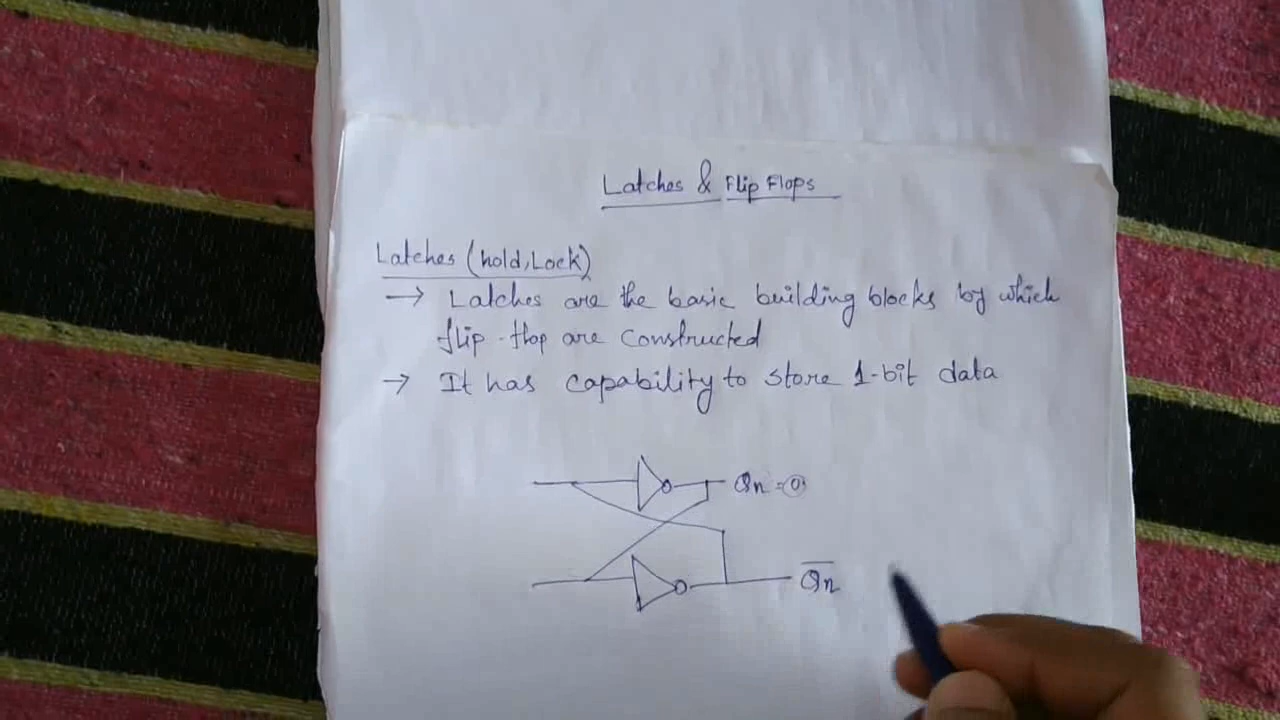 Latches & Flip Flops
Latches (hold, Lock)
→ Latches are the basic building blocks by which
flip-flop are constructed
→ It has capability to store 1-bit data
Qn = 0
Q̅n̅